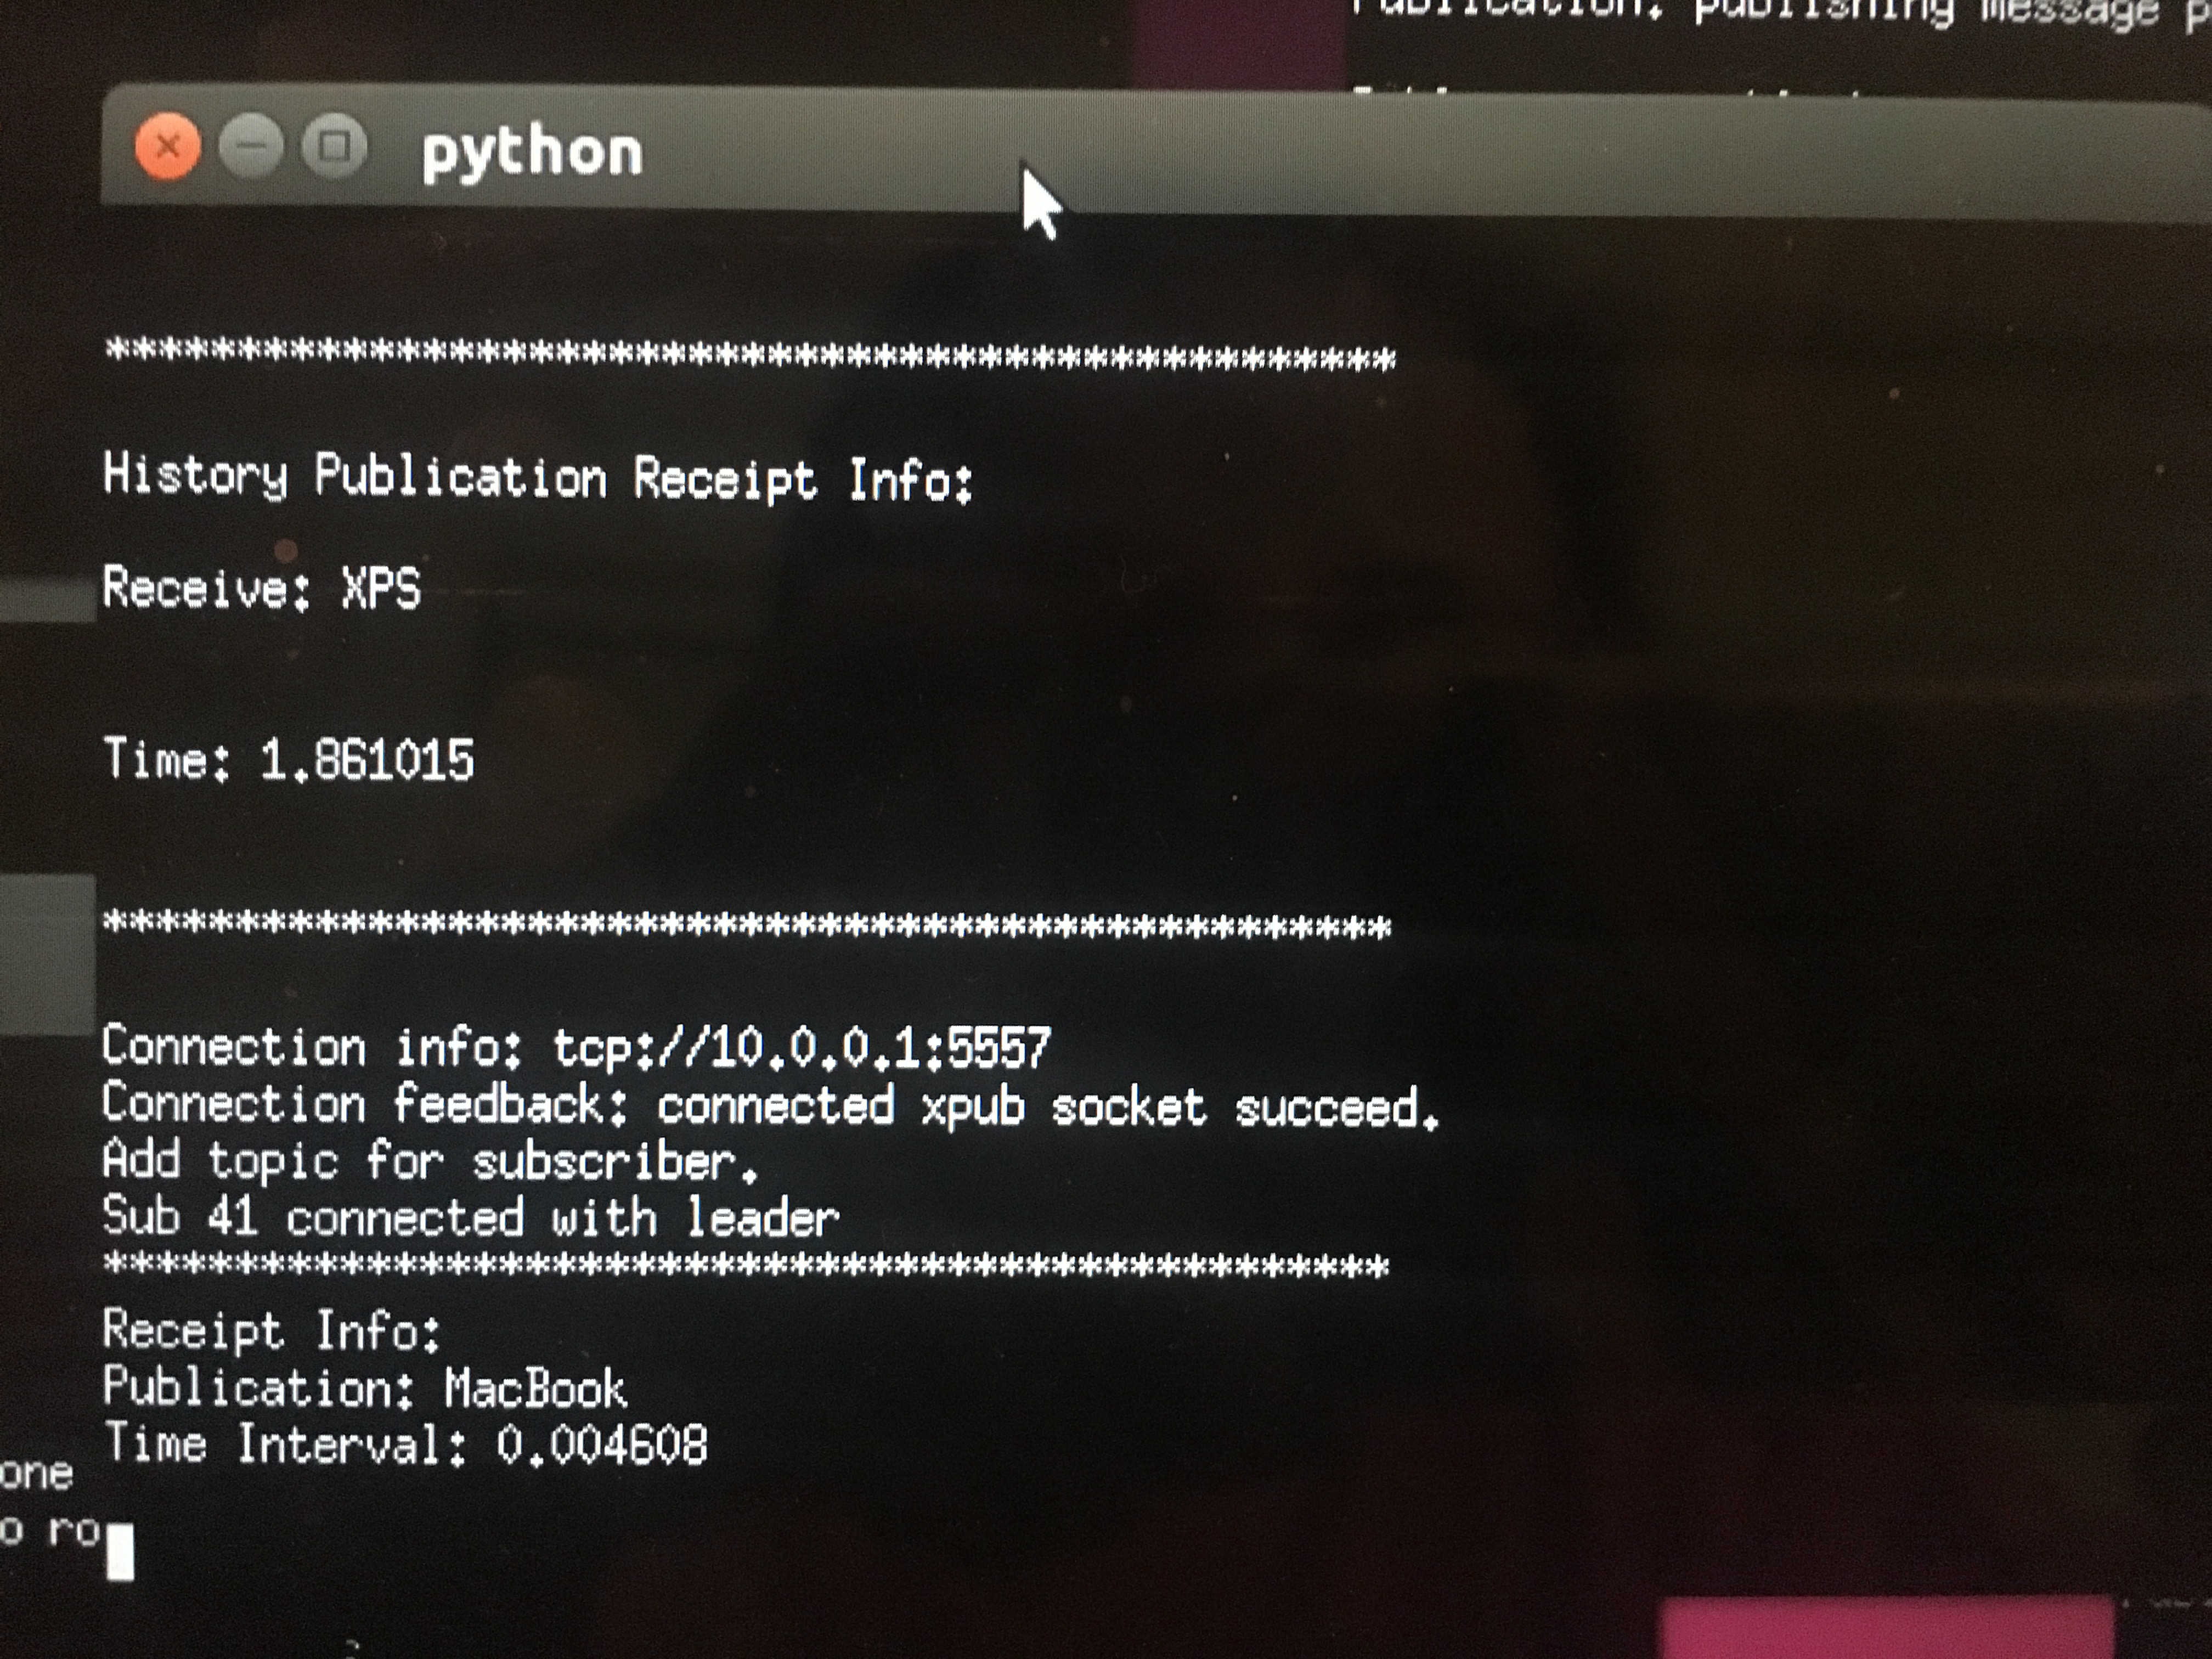 Publication: publishing message
python
*************************************************
History Publication Receipt Info:
Receive: XPS
Time: 1.861015
*************************************************
Connection info: tcp://10.0.0.1:5557
Connection feedback: connected xpub socket succeed.
Add topic for subscriber.
Sub 41 connected with leader
*************************************************
Receipt Info:
Publication: MacBook
Time Interval: 0.004608
one
o ro